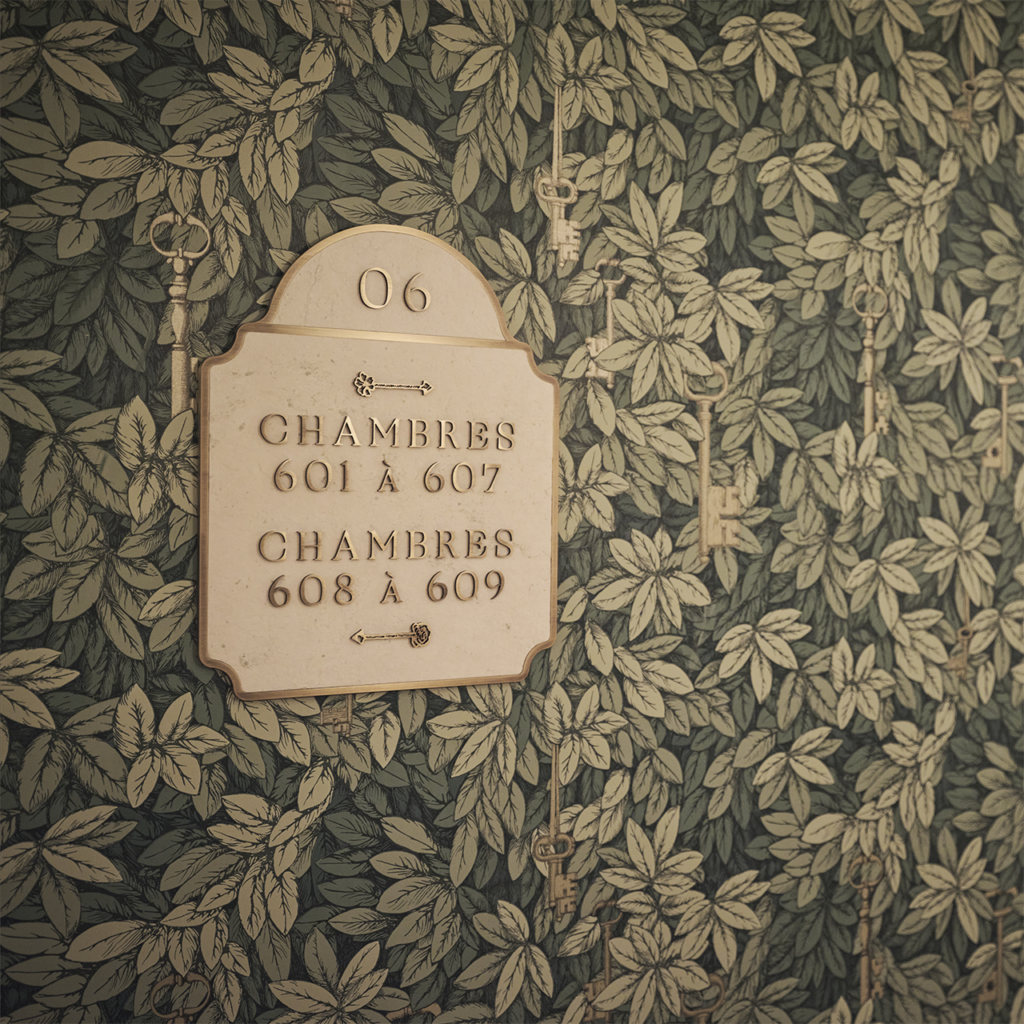 06
CHAMBRES
601 À 607
CHAMBRES
608 À 609